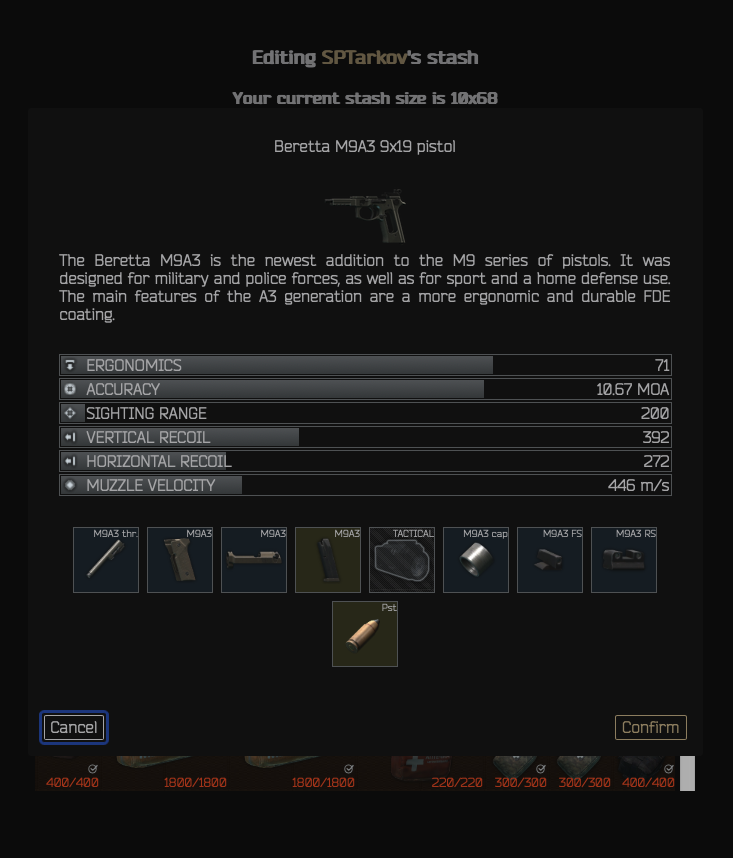 Editing SPTarkov's stash
Your current stash size is 10x68
Beretta M9A3 9x19 pistol
The Beretta M9A3 is the newest addition to the M9 series of pistols. It was
designed for military and police forces, as well as for sport and a home defense use.
The main features of the A3 generation are a more ergonomic and durable FDE
coating.
ERGONOMICS 71
ACCURACY 10.67 MOA
SIGHTING RANGE 200
VERTICAL RECOIL 392
HORIZONTAL RECOIL 272
MUZZLE VELOCITY 446 m/s
M9A3 thr. M9A3 M9A3 M9A3 TACTICAL M9A3 cap M9A3 FS M9A3 RS
Pst
Cancel Confirm
400/400 1800/1800 1800/1800 220/220 300/300 300/300 400/400